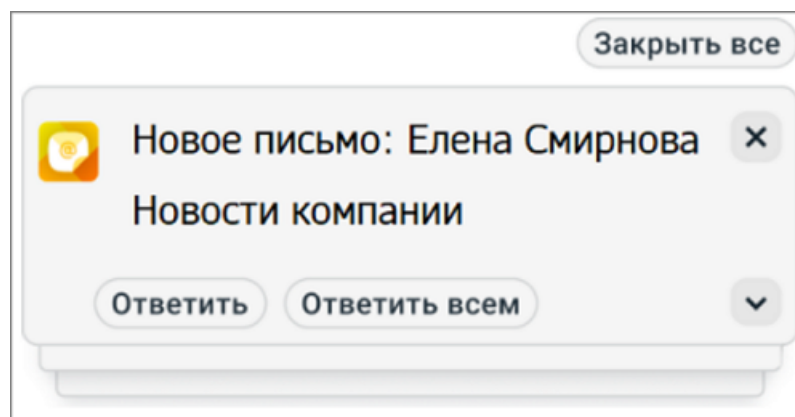 Закрыть все
Новое письмо: Елена Смирнова
Новости компании
Ответить Ответить всем